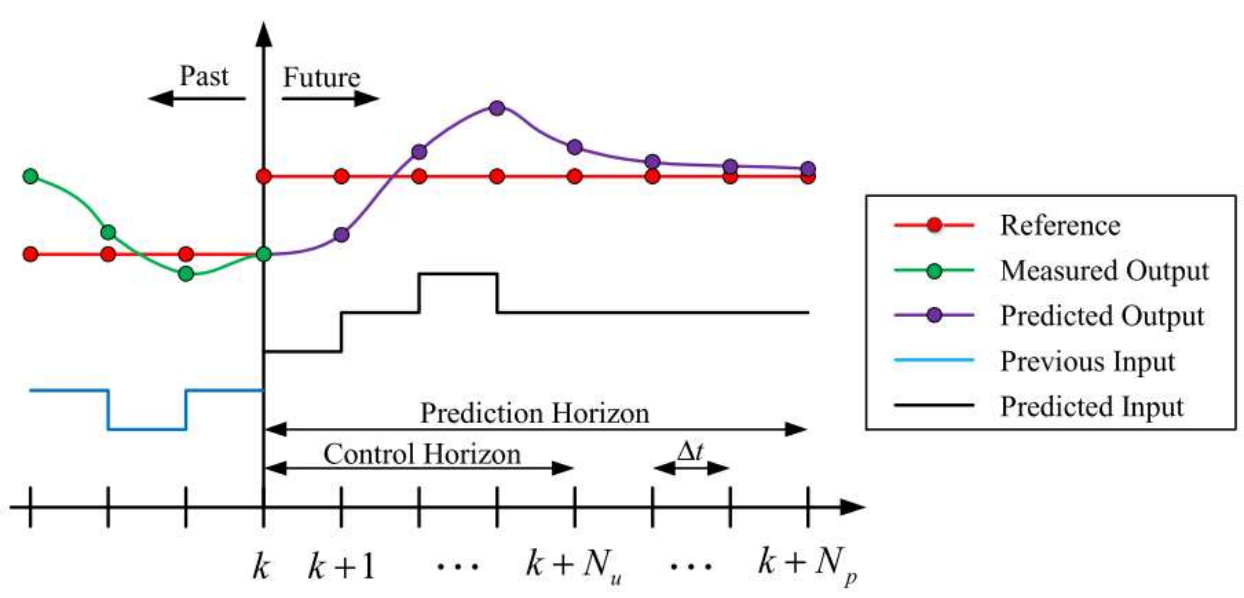 Past
Future
Reference
Measured Output
Predicted Output
Previous Input
Predicted Input
Prediction Horizon
Control Horizon
Δt
k k+1 ⋯ k+N_u ⋯ k+N_p